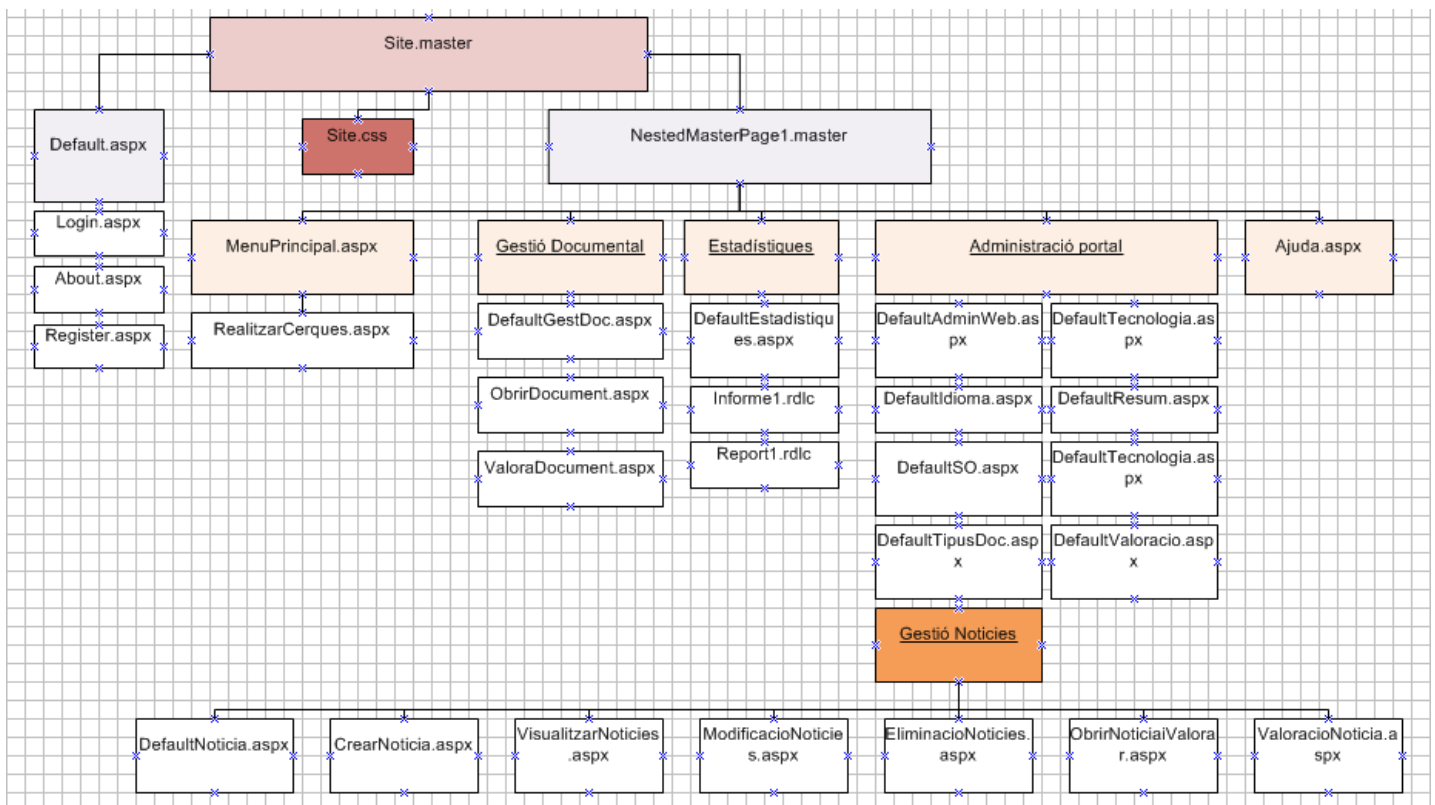 Site.master
Default.aspx
Site.css
NestedMasterPage1.master
Login.aspx
About.aspx
Register.aspx
MenuPrincipal.aspx
RealitzarCerques.aspx
Gestió Documental
DefaultGestDoc.aspx
ObrirDocument.aspx
ValoraDocument.aspx
Estadístiques
DefaultEstadistiqu
es.aspx
Informe1.rdlc
Report1.rdlc
Administració portal
DefaultAdminWeb.as
px
DefaultTecnologia.as
px
DefaultIdioma.aspx
DefaultResum.aspx
DefaultSO.aspx
DefaultTecnologia.as
px
DefaultTipusDoc.asp
x
DefaultValoracio.asp
x
Ajuda.aspx
Gestió Noticies
DefaultNoticia.aspx
CrearNoticia.aspx
VisualitzarNoticies
.aspx
ModificacioNoticie
s.aspx
EliminacioNoticies.
aspx
ObrirNoticiaiValora
r.aspx
ValoracioNoticia.a
spx